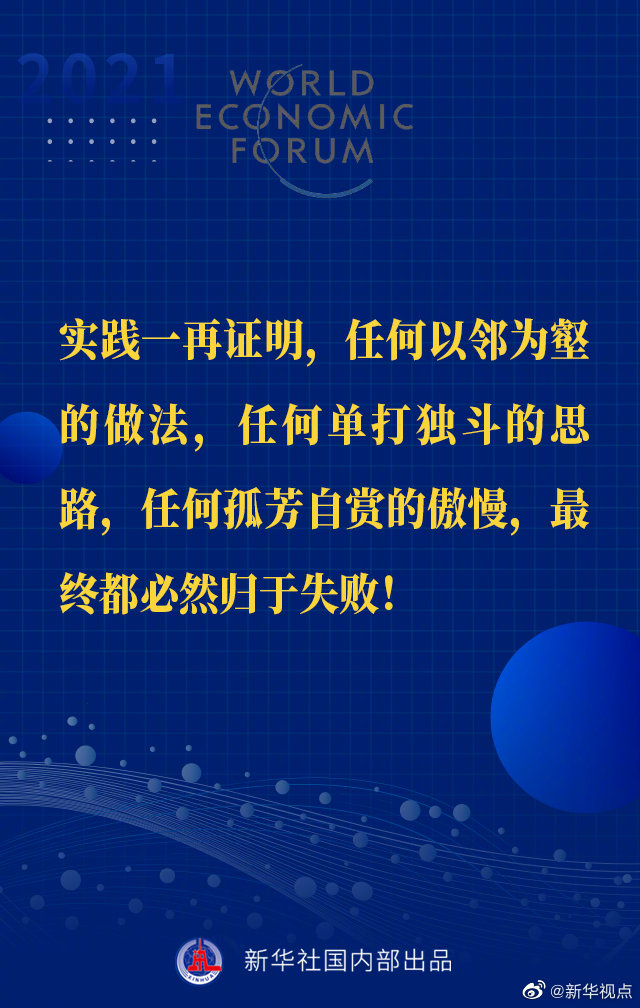 2021
WORLD
ECONOMIC
FORUM
实践一再证明，任何以邻为壑
的做法，任何单打独斗的思
路，任何孤芳自赏的傲慢，最
终都必然归于失败！
XINHUA
新华社国内部出品
@新华视点